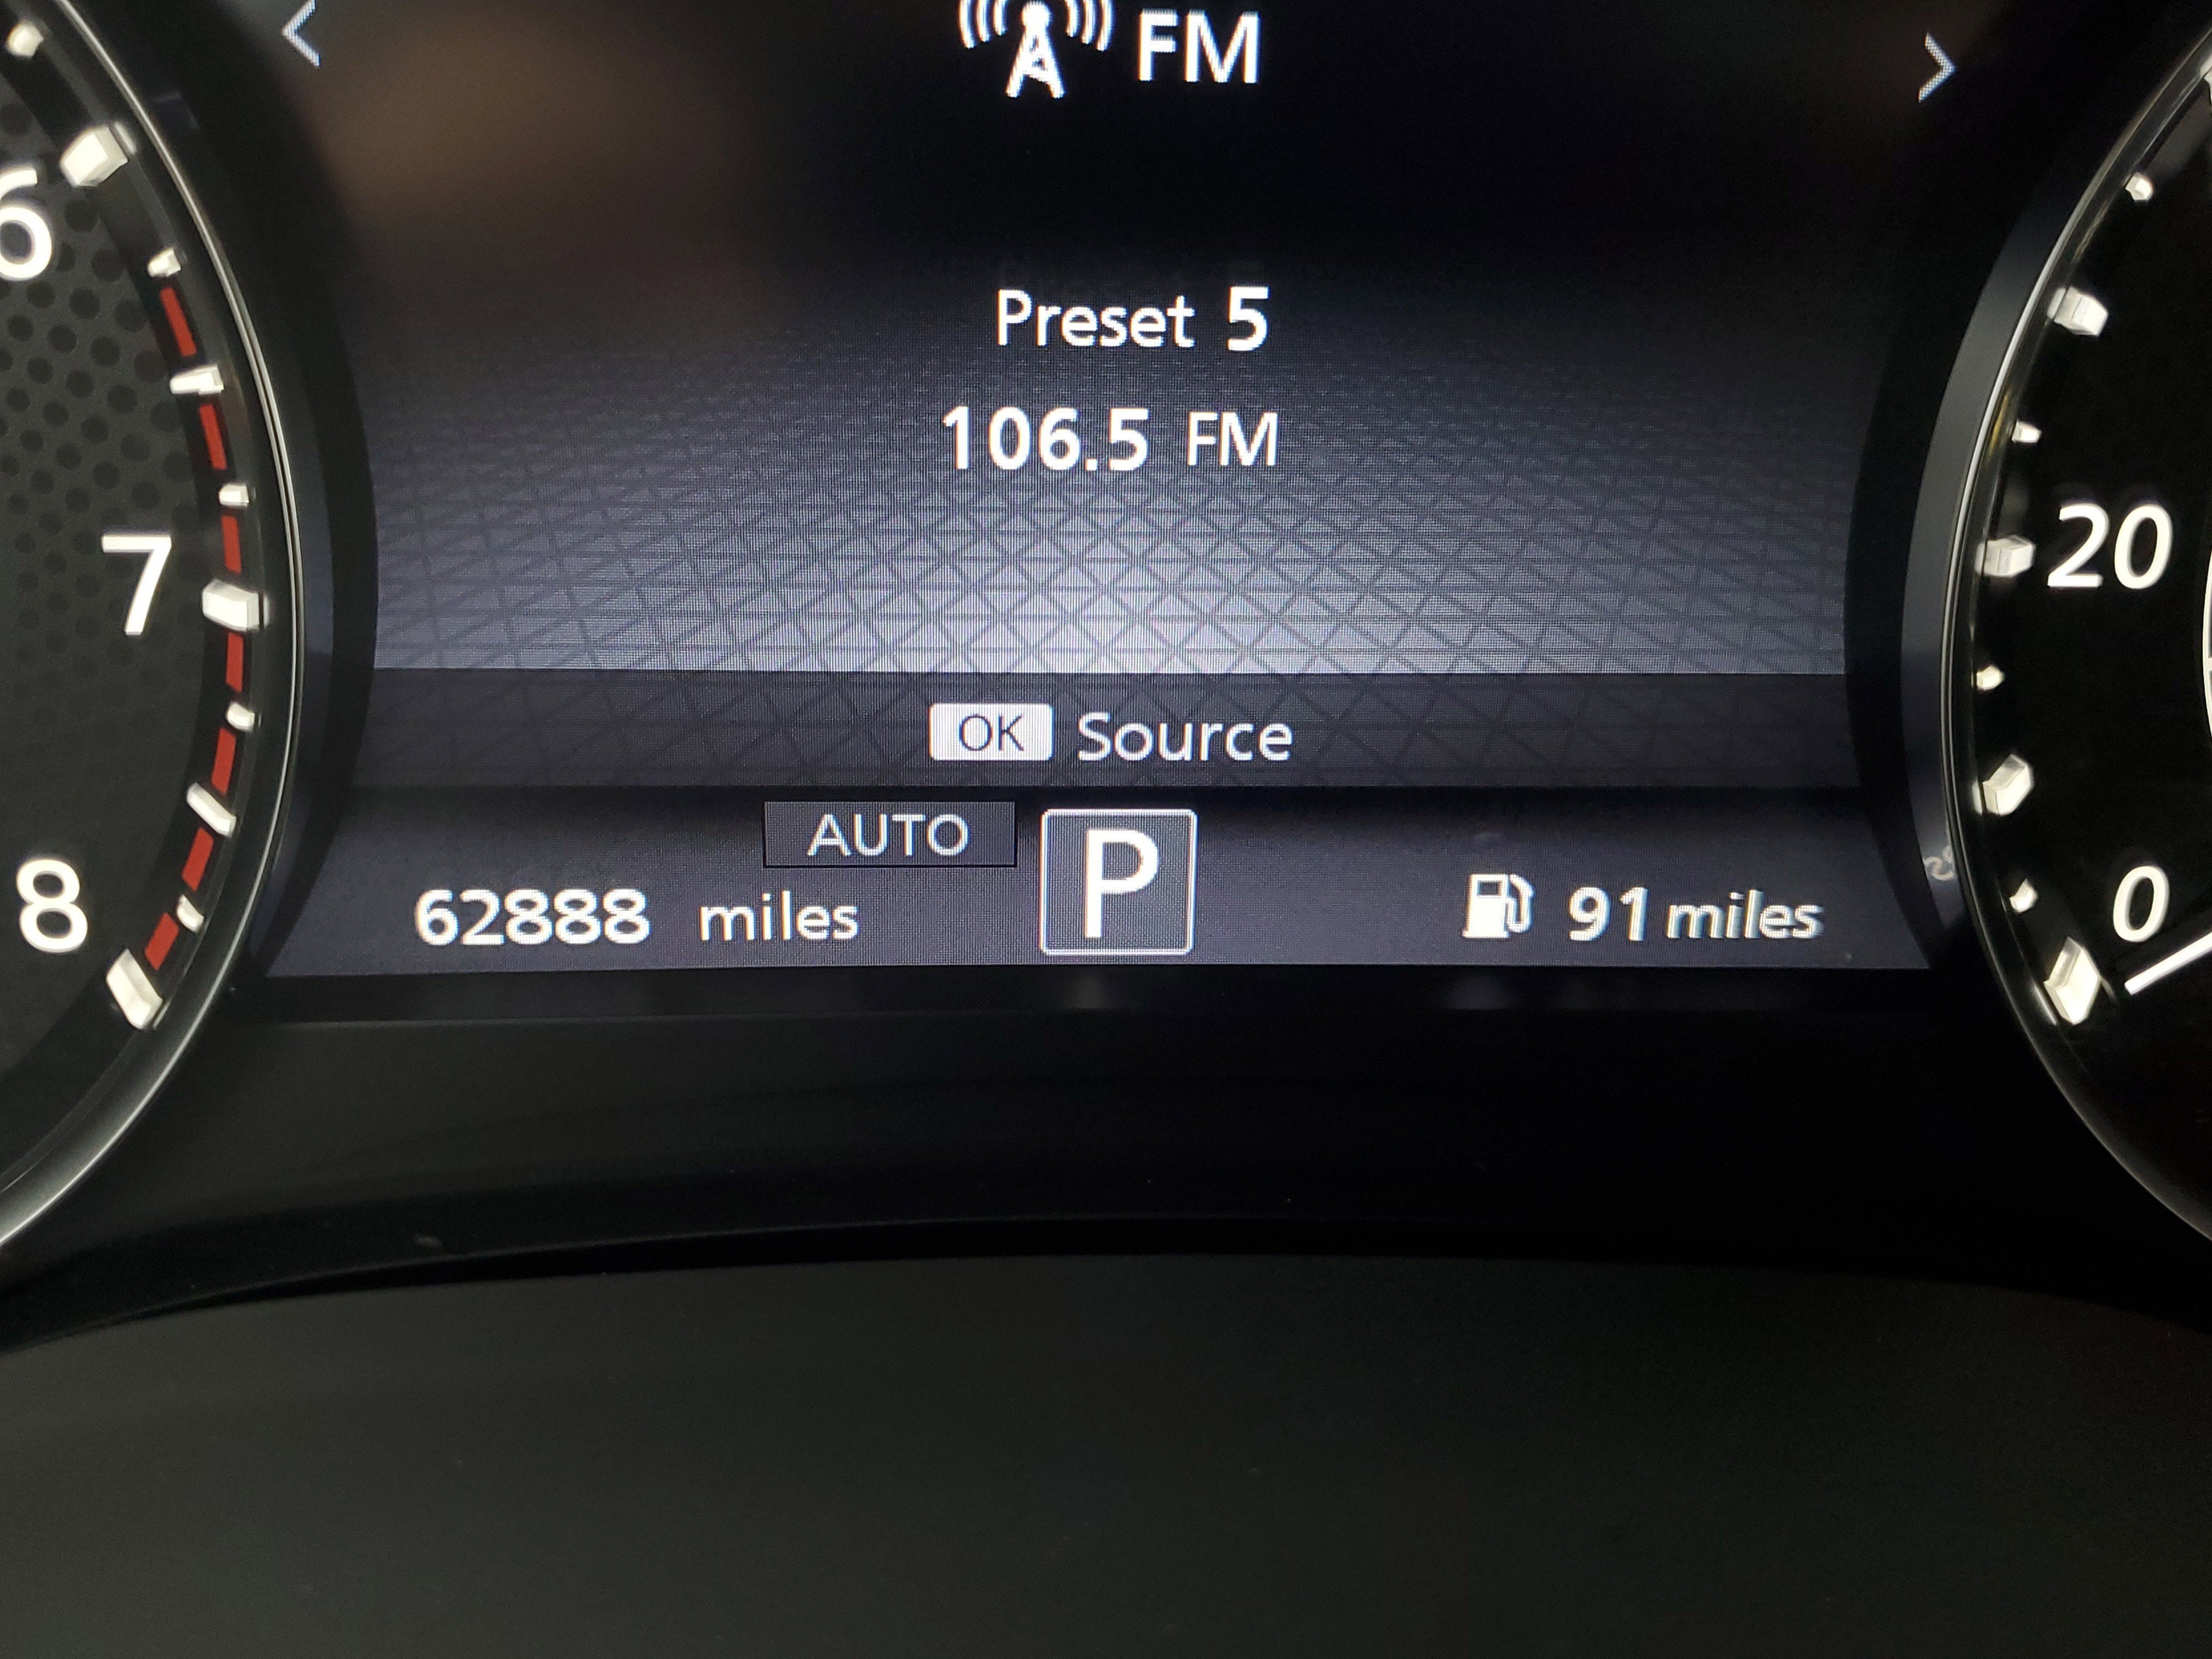 FM
6
Preset 5
106.5 FM
7
20
OK Source
AUTO
P
8
62888 miles
91 miles
0